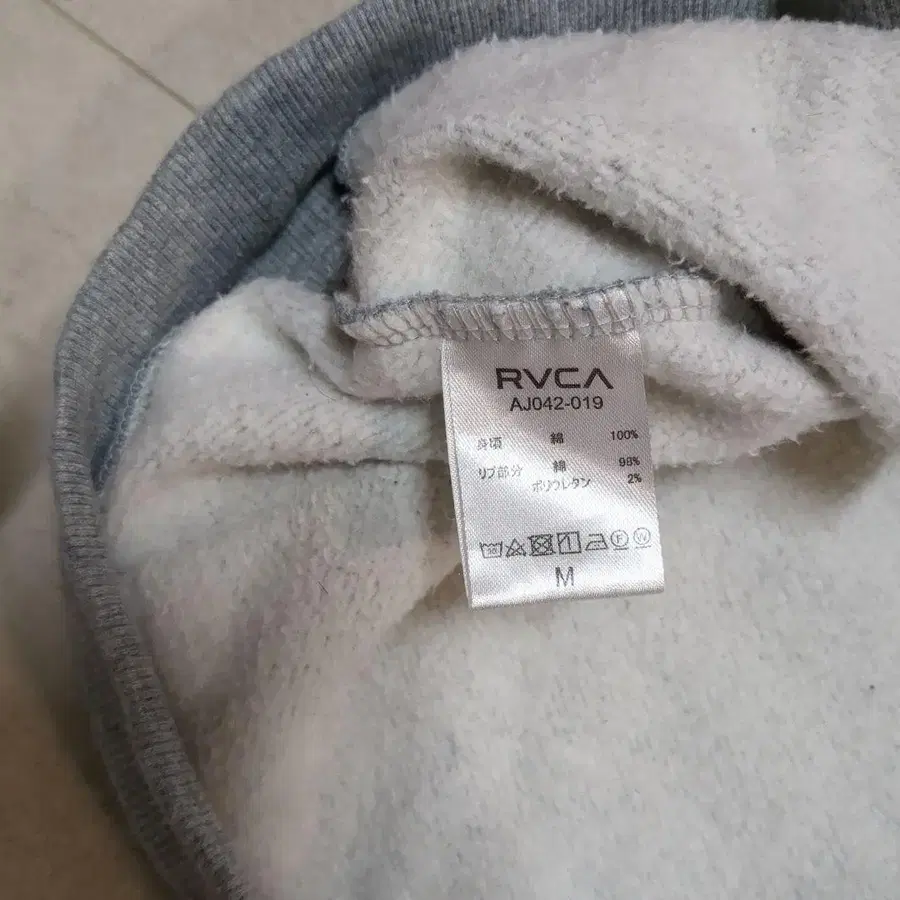 RVCA
AJ042-019
身頃 綿 100%
リブ部分 綿 98%
ポリウレタン 2%
M